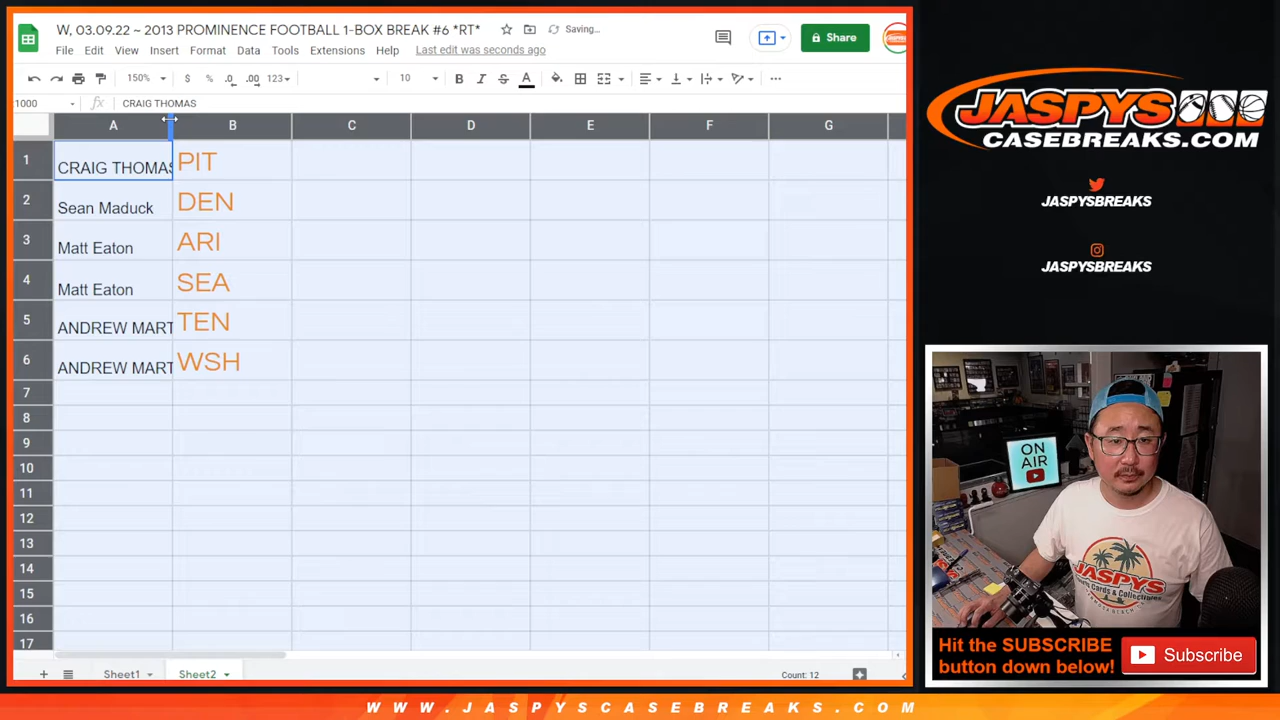 W, 03.09.22 ~ 2013 PROMINENCE FOOTBALL 1-BOX BREAK #6 *RT* Saving...
File Edit View Insert Format Data Tools Extensions Help Last edit was seconds ago
Share
150% $ % .0 .00 123 10 B I S A
1000 fx CRAIG THOMAS
A B C D E F G
1 CRAIG THOMAS PIT
2 Sean Maduck DEN
3 Matt Eaton ARI
4 Matt Eaton SEA
5 ANDREW MART TEN
6 ANDREW MART WSH
7
8
9
10
11
12
13
14
15
16
17
+ Sheet1 Sheet2 Count: 12
JASPYS
CASEBREAKS.COM
JASPYSBREAKS
JASPYSBREAKS
ON
AIR
JASPYS
Hit the SUBSCRIBE
button down below!
Subscribe
WWW.JASPYSCASEBREAKS.COM